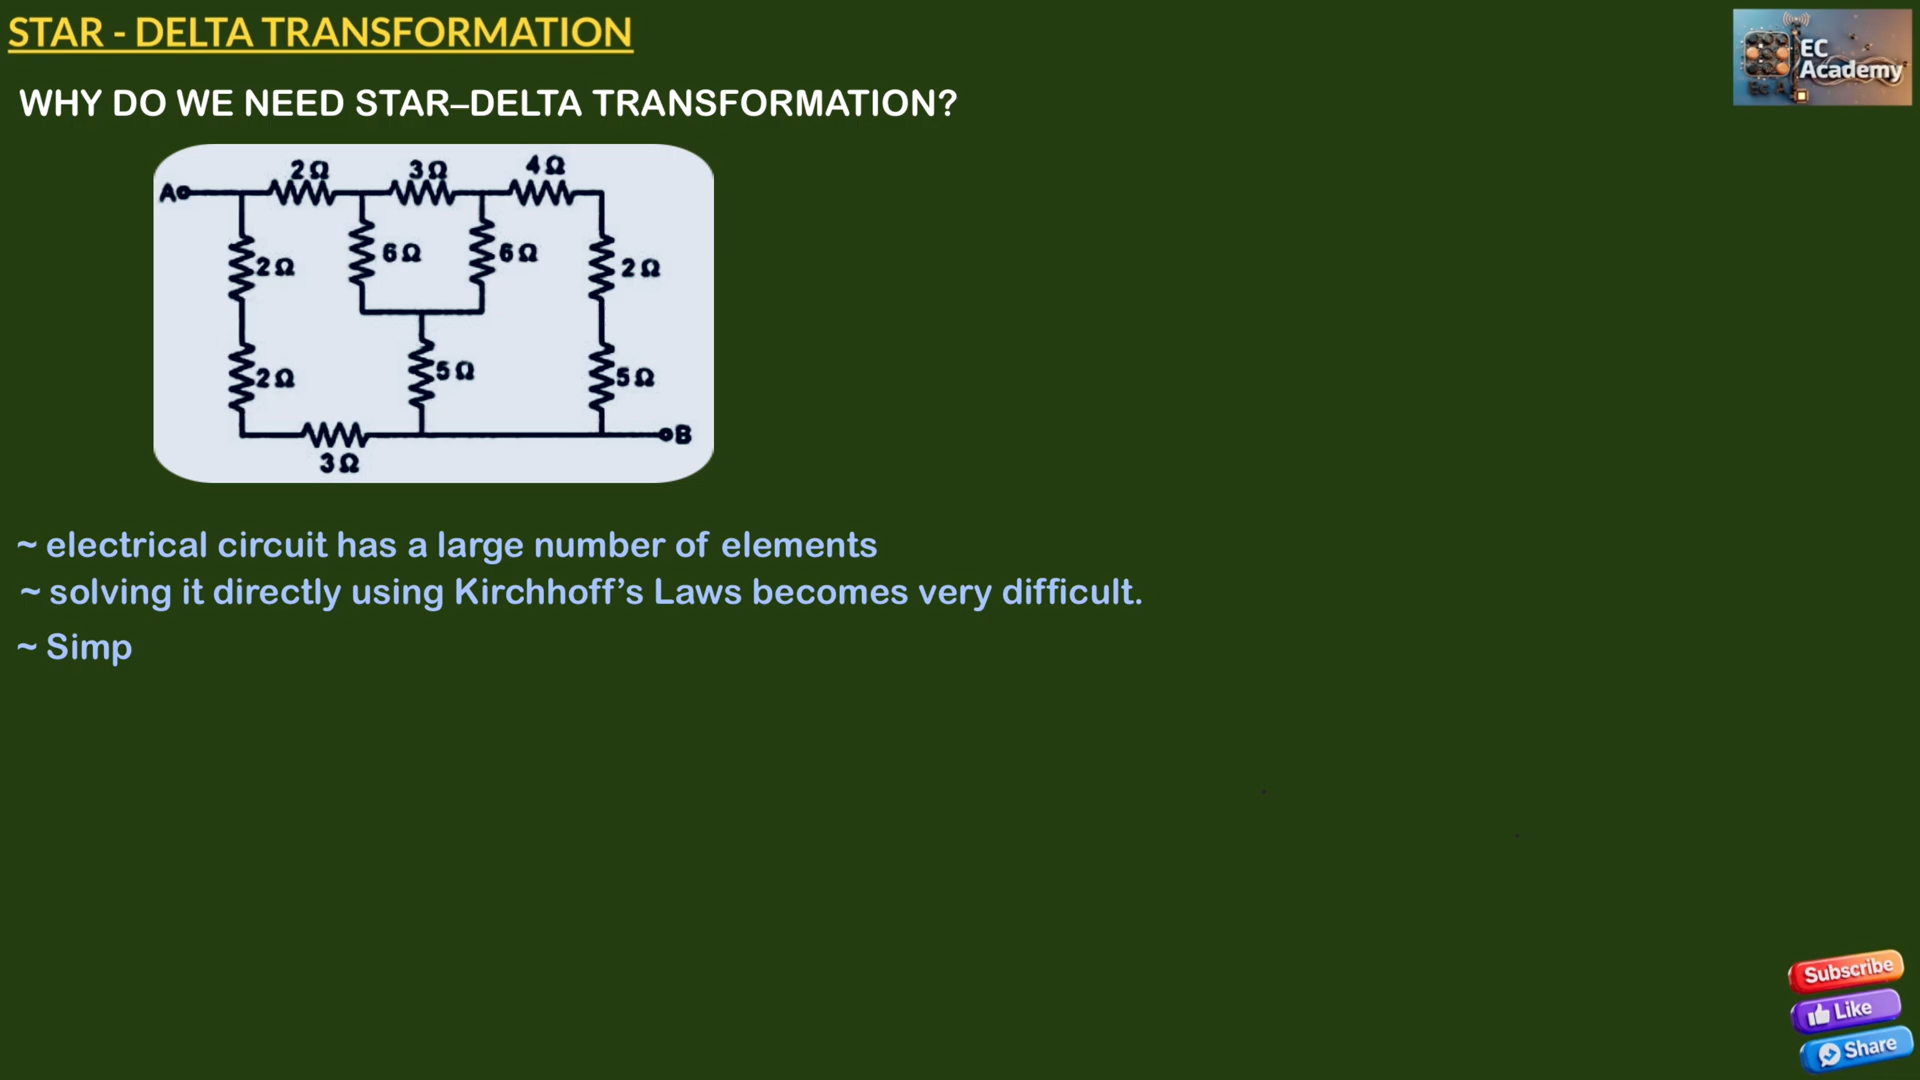 STAR - DELTA TRANSFORMATION
EC
Academy
WHY DO WE NEED STAR–DELTA TRANSFORMATION?
2Ω 3Ω 4Ω
A
6Ω 6Ω
2Ω 2Ω
2Ω 5Ω 5Ω
B
3Ω
~ electrical circuit has a large number of elements
~ solving it directly using Kirchhoff’s Laws becomes very difficult.
~ Simp
Subscribe
Like
Share